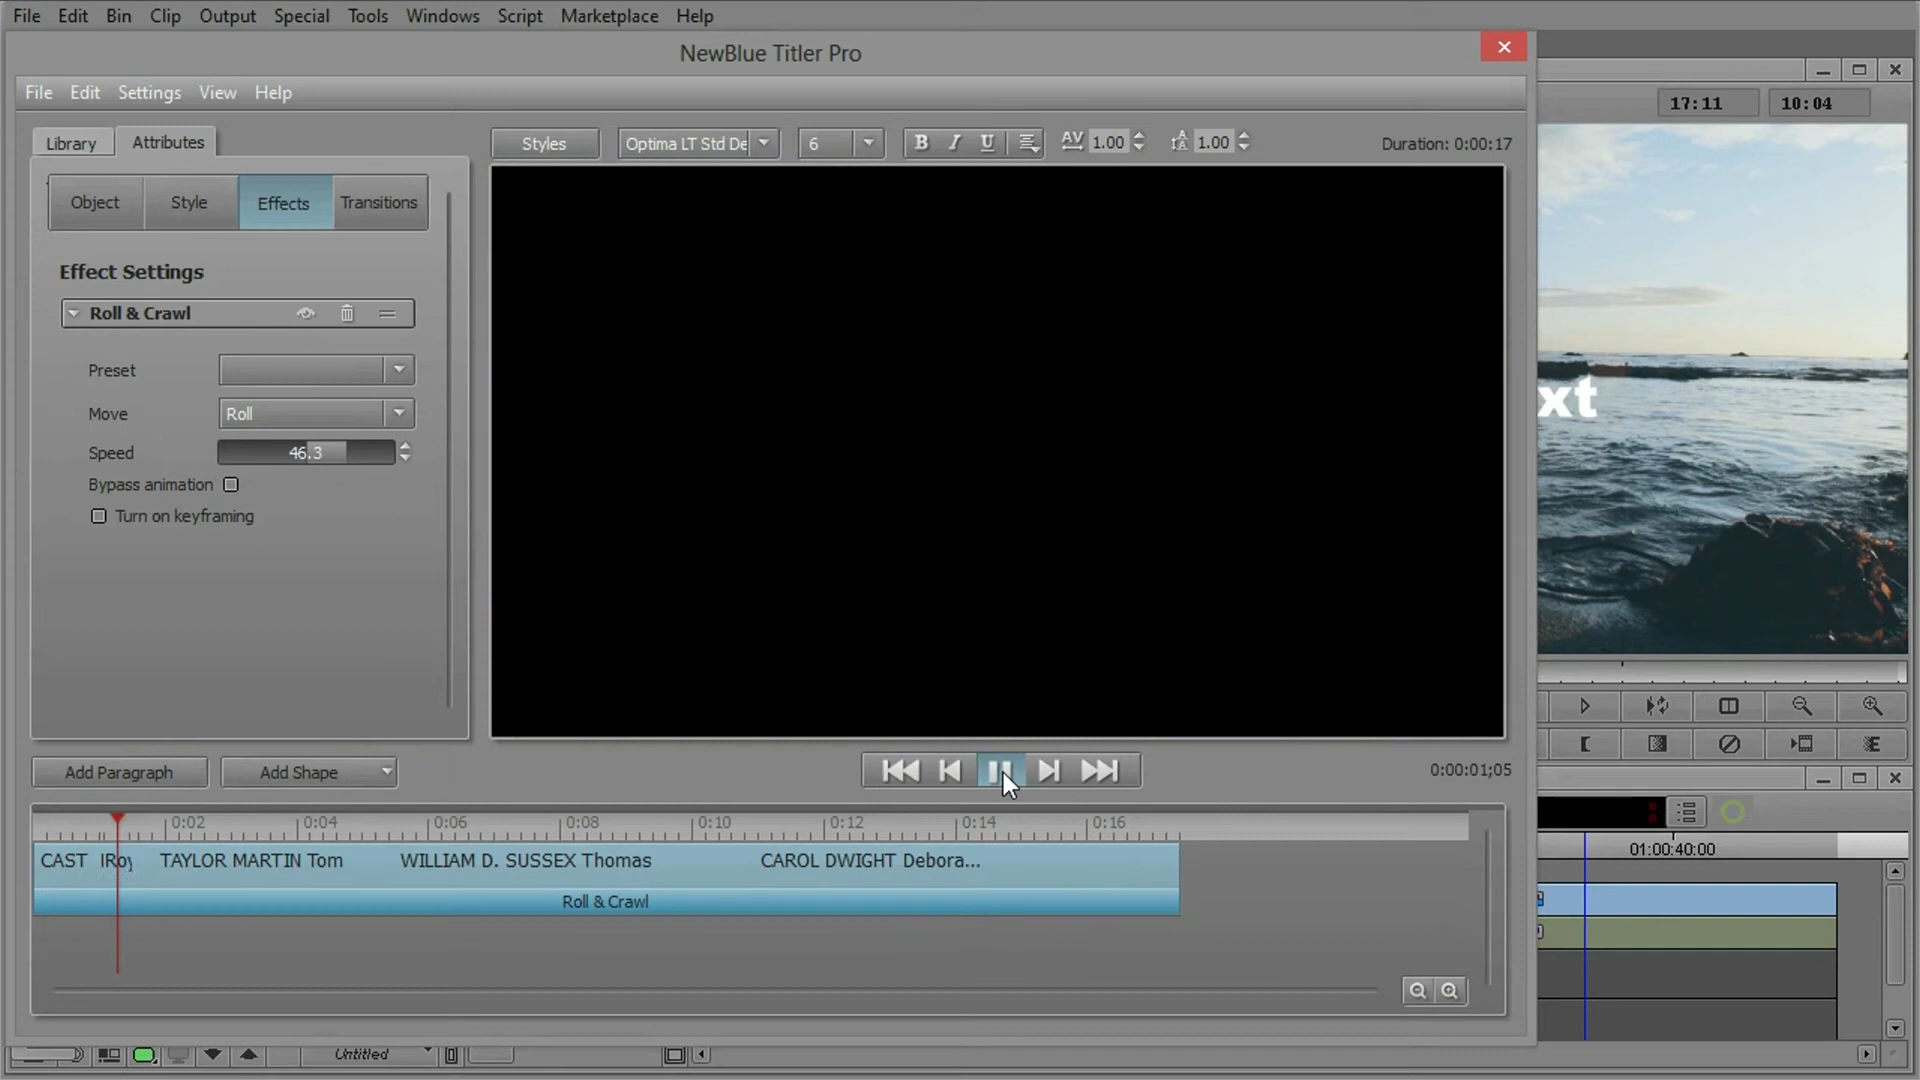 File Edit Bin Clip Output Special Tools Windows Script Marketplace Help
NewBlue Titler Pro
File Edit Settings View Help
17:11 10:04
Library Attributes
Styles Optima LT Std De 6 B I U AV 1.00 A 1.00 Duration: 0:00:17
Object Style Effects Transitions
Effect Settings
Roll & Crawl
Preset
Move Roll
xt
Speed 46.3
Bypass animation
Turn on keyframing
Add Paragraph Add Shape
0:00:01;05
0:02 0:04 0:06 0:08 0:10 0:12 0:14 0:16
01:00:40:00
CAST TAYLOR MARTIN Tom WILLIAM D. SUSSEX Thomas CAROL DWIGHT Debora...
Roll & Crawl
Untitled